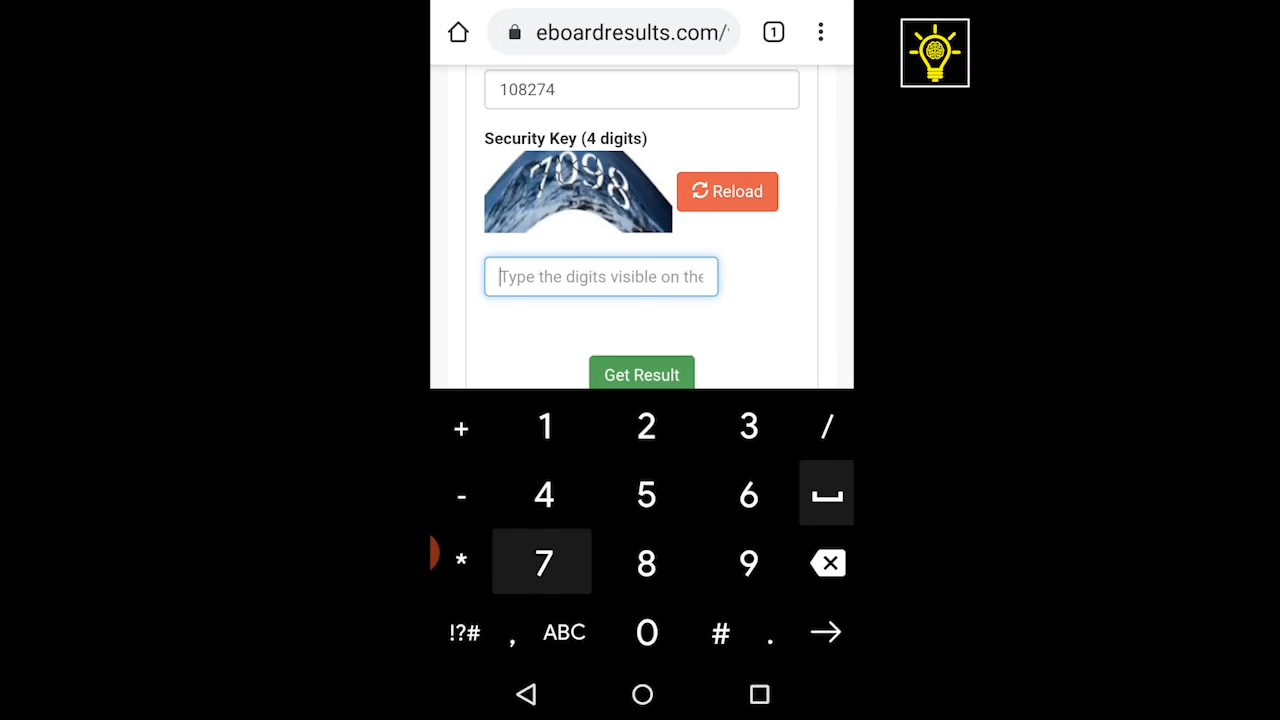 1
eboardresults.com/
108274
Security Key (4 digits)
7098
Reload
Type the digits visible on the
Get Result
+ 1 2 3 /
- 4 5 6
* 7 8 9
!?# , ABC 0 # .